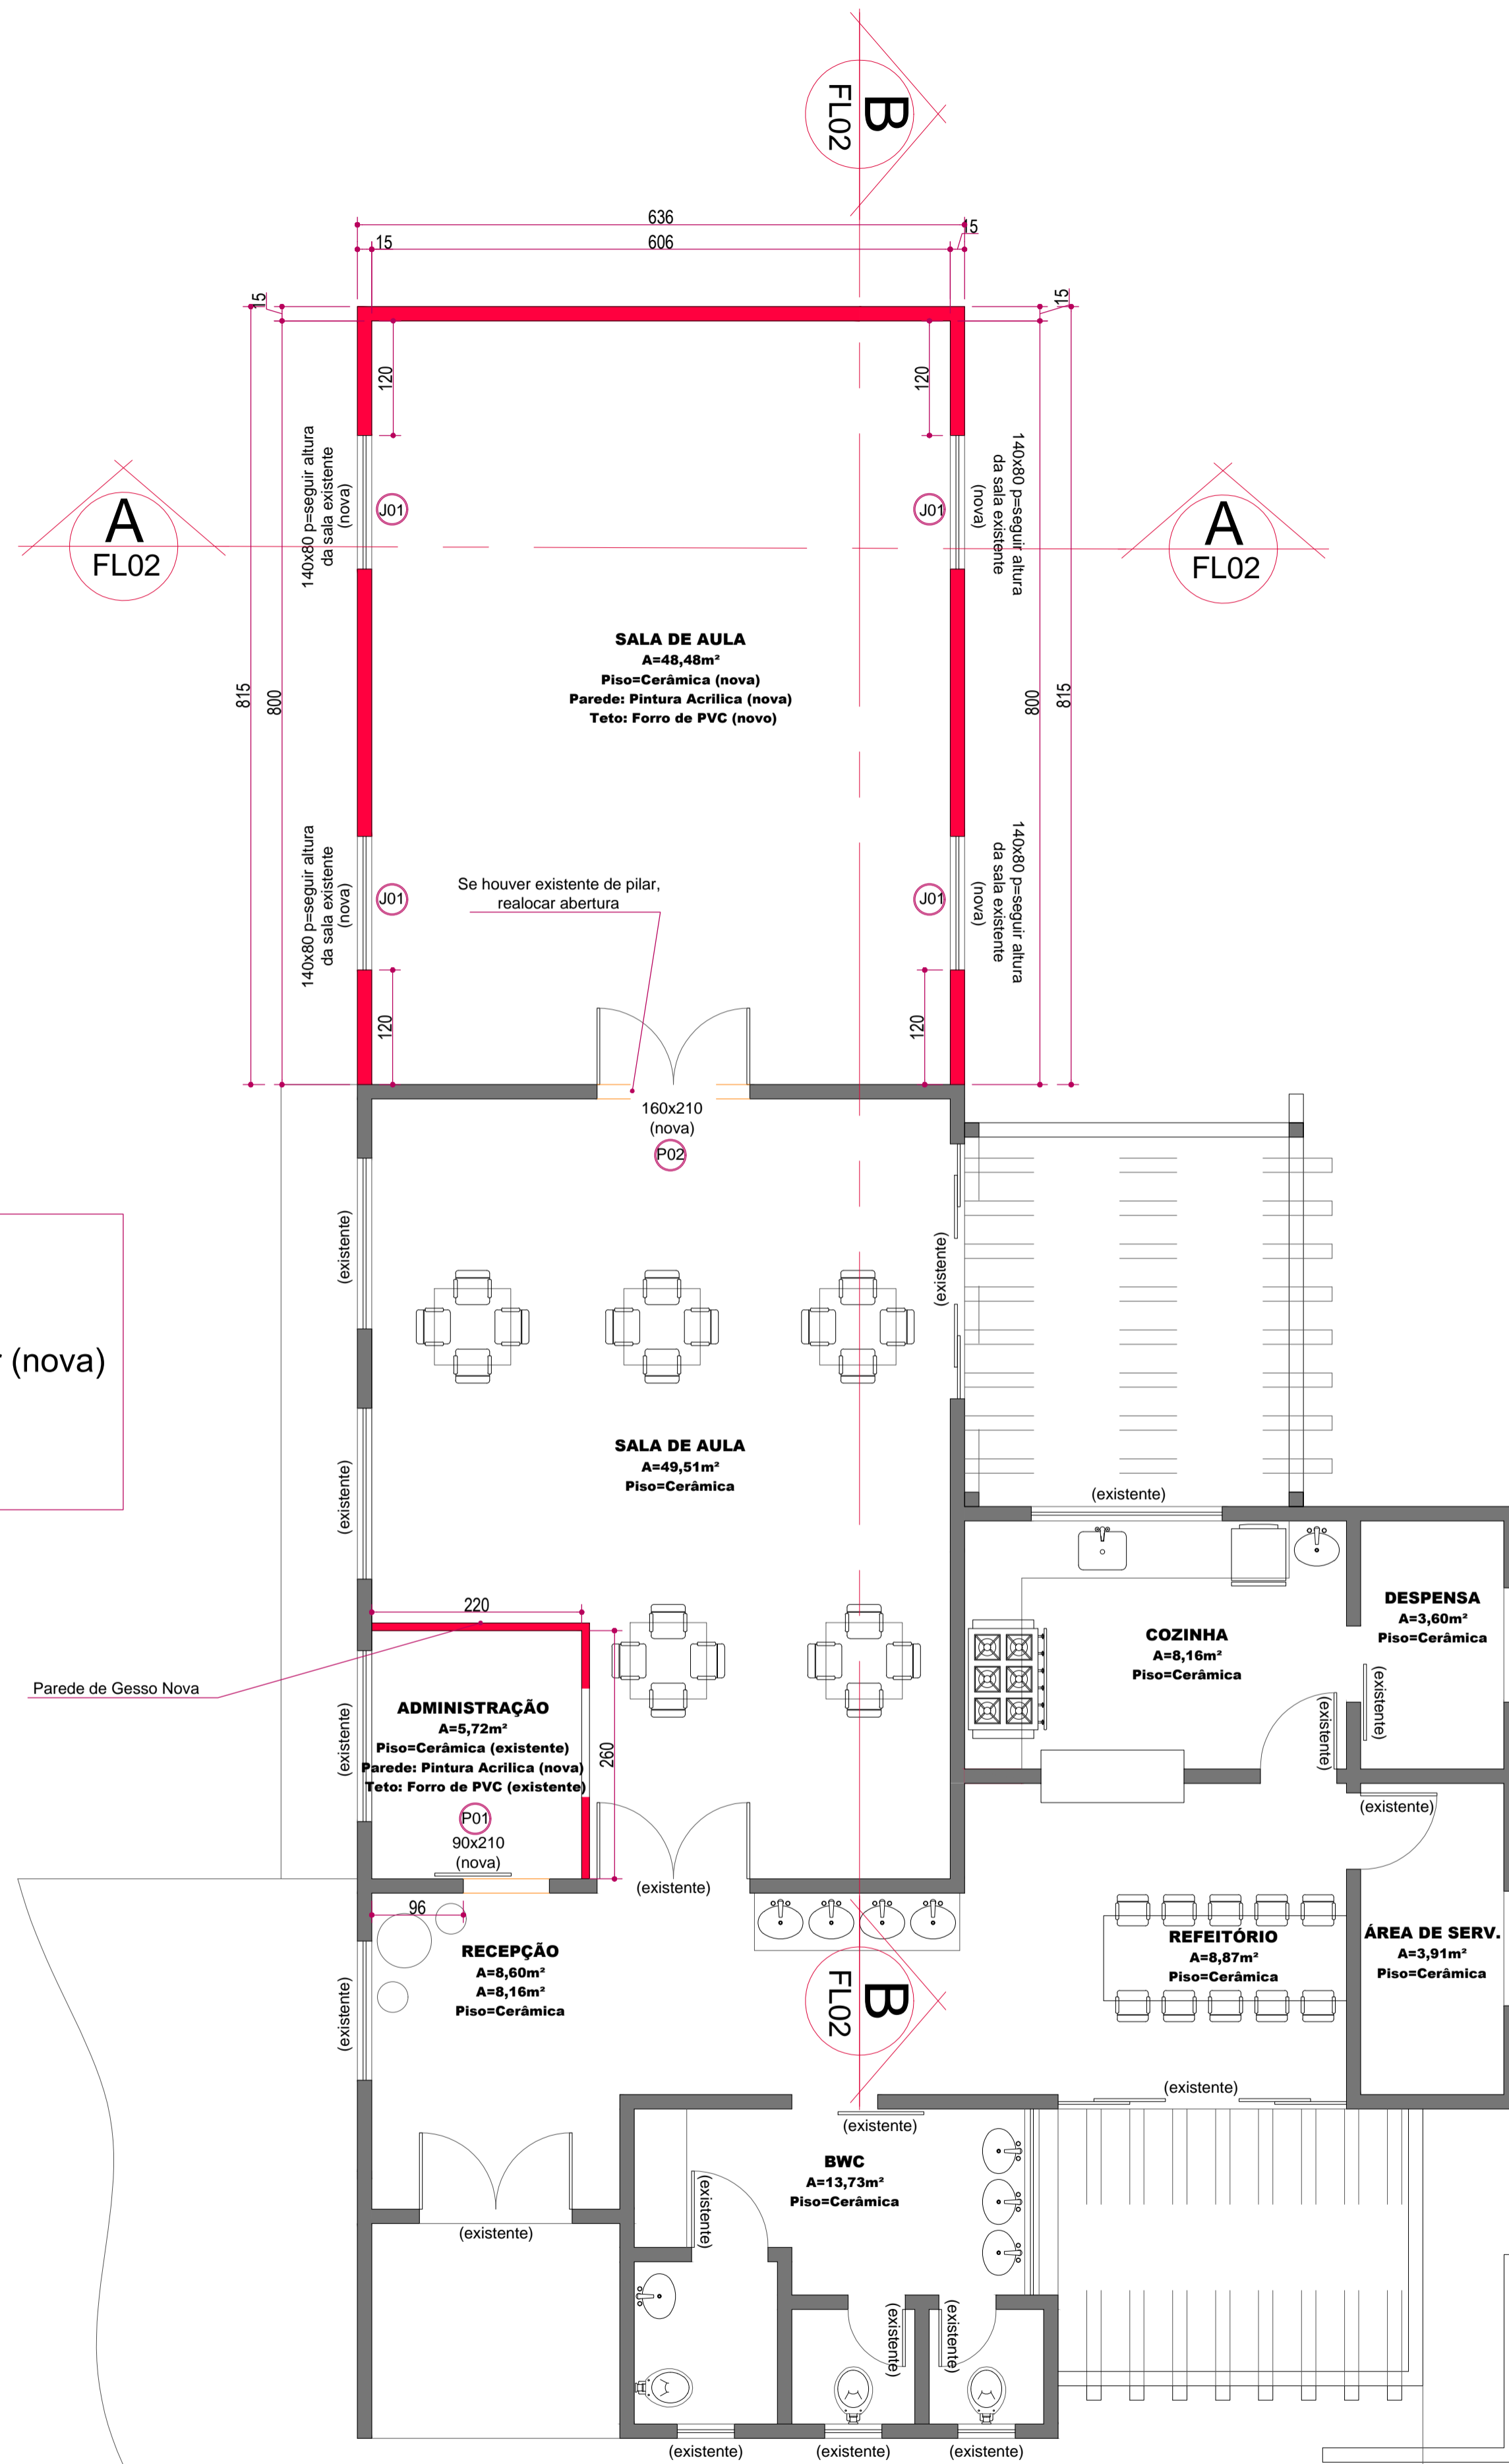 B
FL02
636
15
606
15
15
15
120
120
140x80 p=seguir altura
da sala existente
(nova)
J01
J01
140x80 p=seguir altura
da sala existente
(nova)
A
FL02
A
FL02
SALA DE AULA
A=48,48m²
Piso=Cerâmica (nova)
Parede: Pintura Acrilica (nova)
Teto: Forro de PVC (novo)
815
800
800
815
140x80 p=seguir altura
da sala existente
(nova)
J01
Se houver existente de pilar,
realocar abertura
J01
140x80 p=seguir altura
da sala existente
(nova)
120
120
160x210
(nova)
P02
(existente)
(existente)
(nova)
SALA DE AULA
A=49,51m²
Piso=Cerâmica
(existente)
(existente)
220
DESPENSA
A=3,60m²
Piso=Cerâmica
COZINHA
A=8,16m²
Piso=Cerâmica
(existente)
(existente)
Parede de Gesso Nova
(existente)
ADMINISTRAÇÃO
A=5,72m²
Piso=Cerâmica (existente)
Parede: Pintura Acrilica (nova)
Teto: Forro de PVC (existente)
260
P01
90x210
(nova)
(existente)
(existente)
96
RECEPÇÃO
A=8,60m²
A=8,16m²
Piso=Cerâmica
REFEITÓRIO
A=8,87m²
Piso=Cerâmica
ÁREA DE SERV.
A=3,91m²
Piso=Cerâmica
B
FL02
(existente)
(existente)
(existente)
BWC
A=13,73m²
Piso=Cerâmica
(existente)
(existente)
(existente)
(existente)
(existente)
(existente)
(existente)